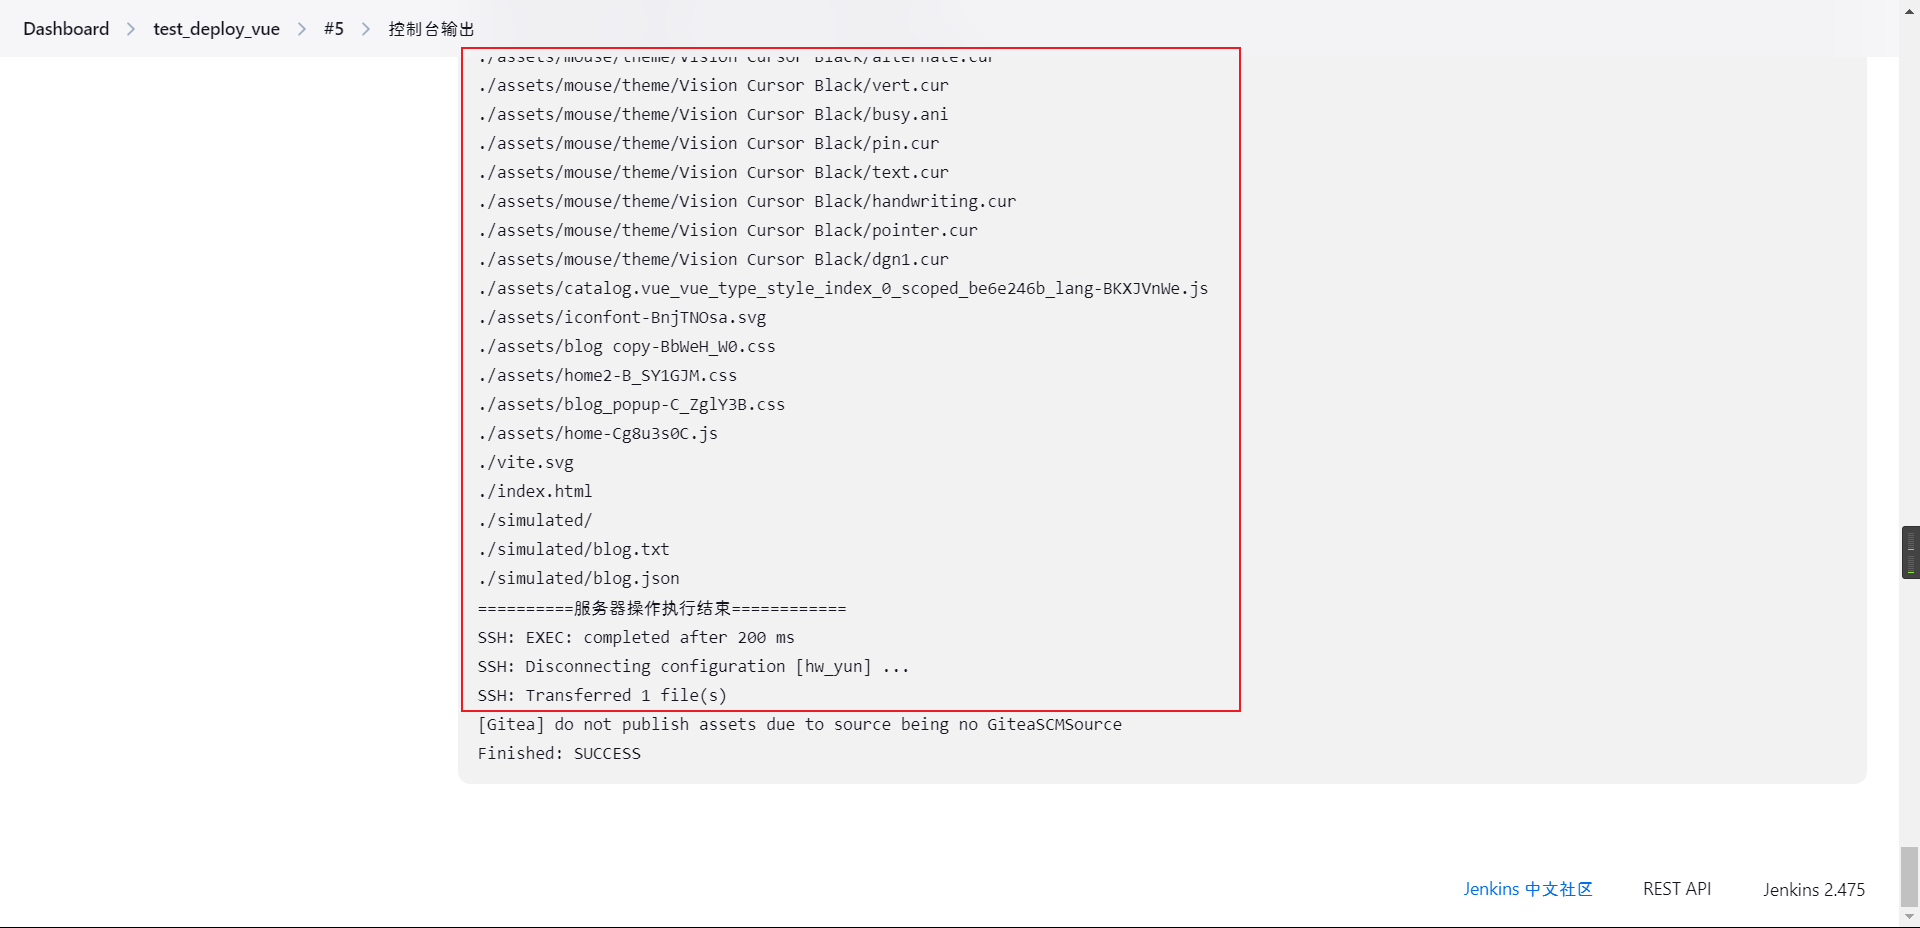 Dashboard > test_deploy_vue > #5 > 控制台输出
./assets/mouse/theme/Vision Cursor Black/alternate.cur
./assets/mouse/theme/Vision Cursor Black/vert.cur
./assets/mouse/theme/Vision Cursor Black/busy.ani
./assets/mouse/theme/Vision Cursor Black/pin.cur
./assets/mouse/theme/Vision Cursor Black/text.cur
./assets/mouse/theme/Vision Cursor Black/handwriting.cur
./assets/mouse/theme/Vision Cursor Black/pointer.cur
./assets/mouse/theme/Vision Cursor Black/dgn1.cur
./assets/catalog.vue_vue_type_style_index_0_scoped_be6e246b_lang-BKXJVnWe.js
./assets/iconfont-BnjTNOsa.svg
./assets/blog copy-BbWeH_W0.css
./assets/home2-B_SY1GJM.css
./assets/blog_popup-C_ZglY3B.css
./assets/home-Cg8u3s0C.js
./vite.svg
./index.html
./simulated/
./simulated/blog.txt
./simulated/blog.json
==========服务器操作执行结束============
SSH: EXEC: completed after 200 ms
SSH: Disconnecting configuration [hw_yun] ...
SSH: Transferred 1 file(s)
[Gitea] do not publish assets due to source being no GiteaSCMSource
Finished: SUCCESS
Jenkins 中文社区 REST API Jenkins 2.475